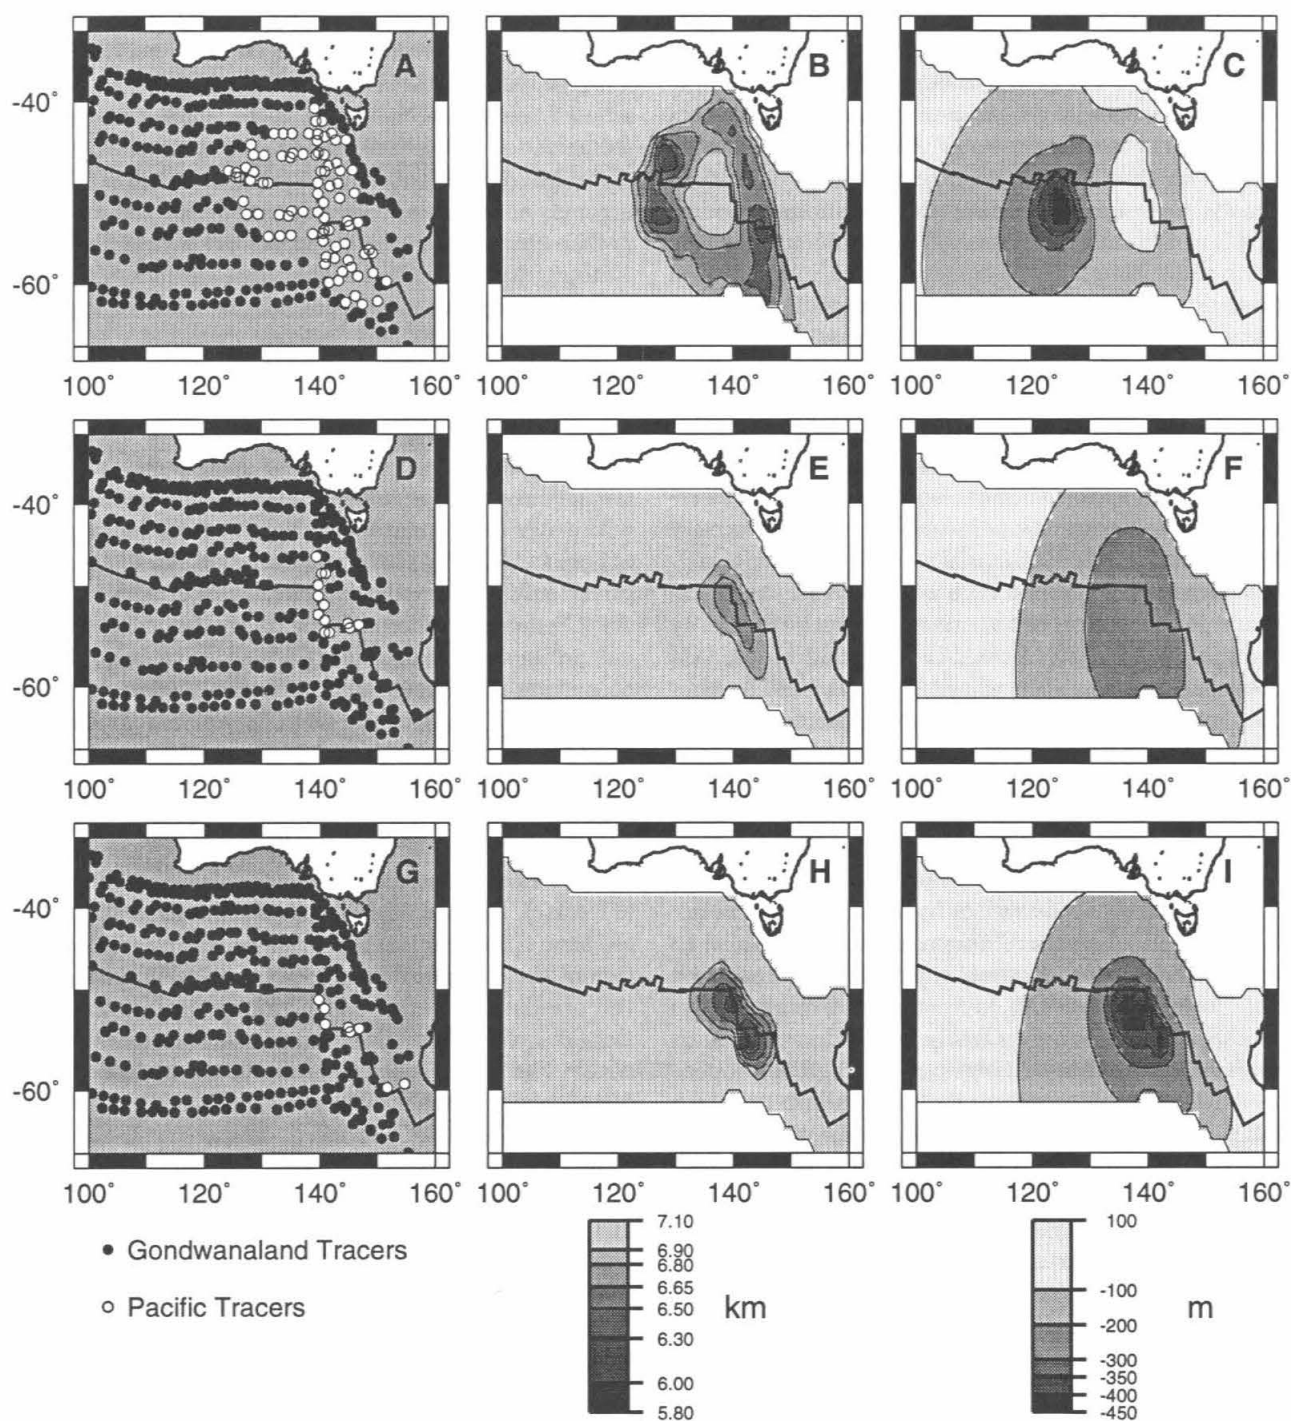 A
B
C
-40°
-60°
100° 120° 140° 160°
100° 120° 140° 160°
100° 120° 140° 160°
D
E
F
-40°
-60°
100° 120° 140° 160°
100° 120° 140° 160°
100° 120° 140° 160°
G
H
I
-40°
-60°
100° 120° 140° 160°
100° 120° 140° 160°
100° 120° 140° 160°
Gondwanaland Tracers
Pacific Tracers
7.10
6.90
6.80
6.65
6.50
6.30
6.00
5.80
km
100
-100
-200
-300
-350
-400
-450
m